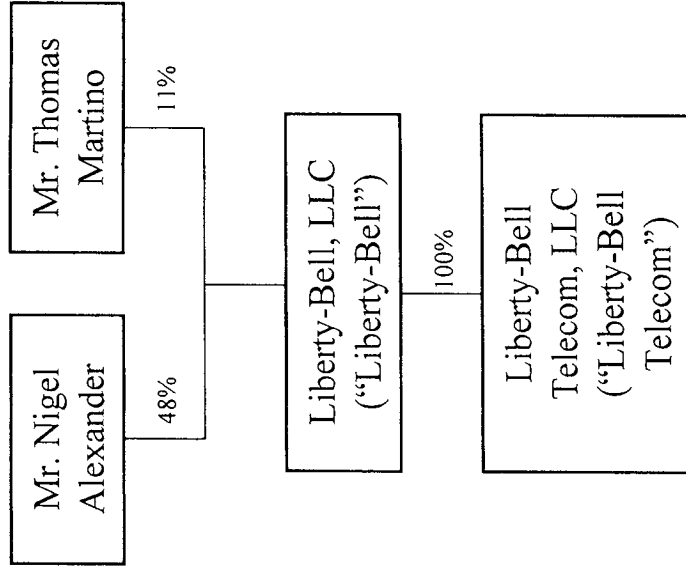 Mr. Nigel
Alexander
Mr. Thomas
Martino
48%
11%
Liberty-Bell, LLC
(“Liberty-Bell”)
100%
Liberty-Bell
Telecom, LLC
(“Liberty-Bell
Telecom”)